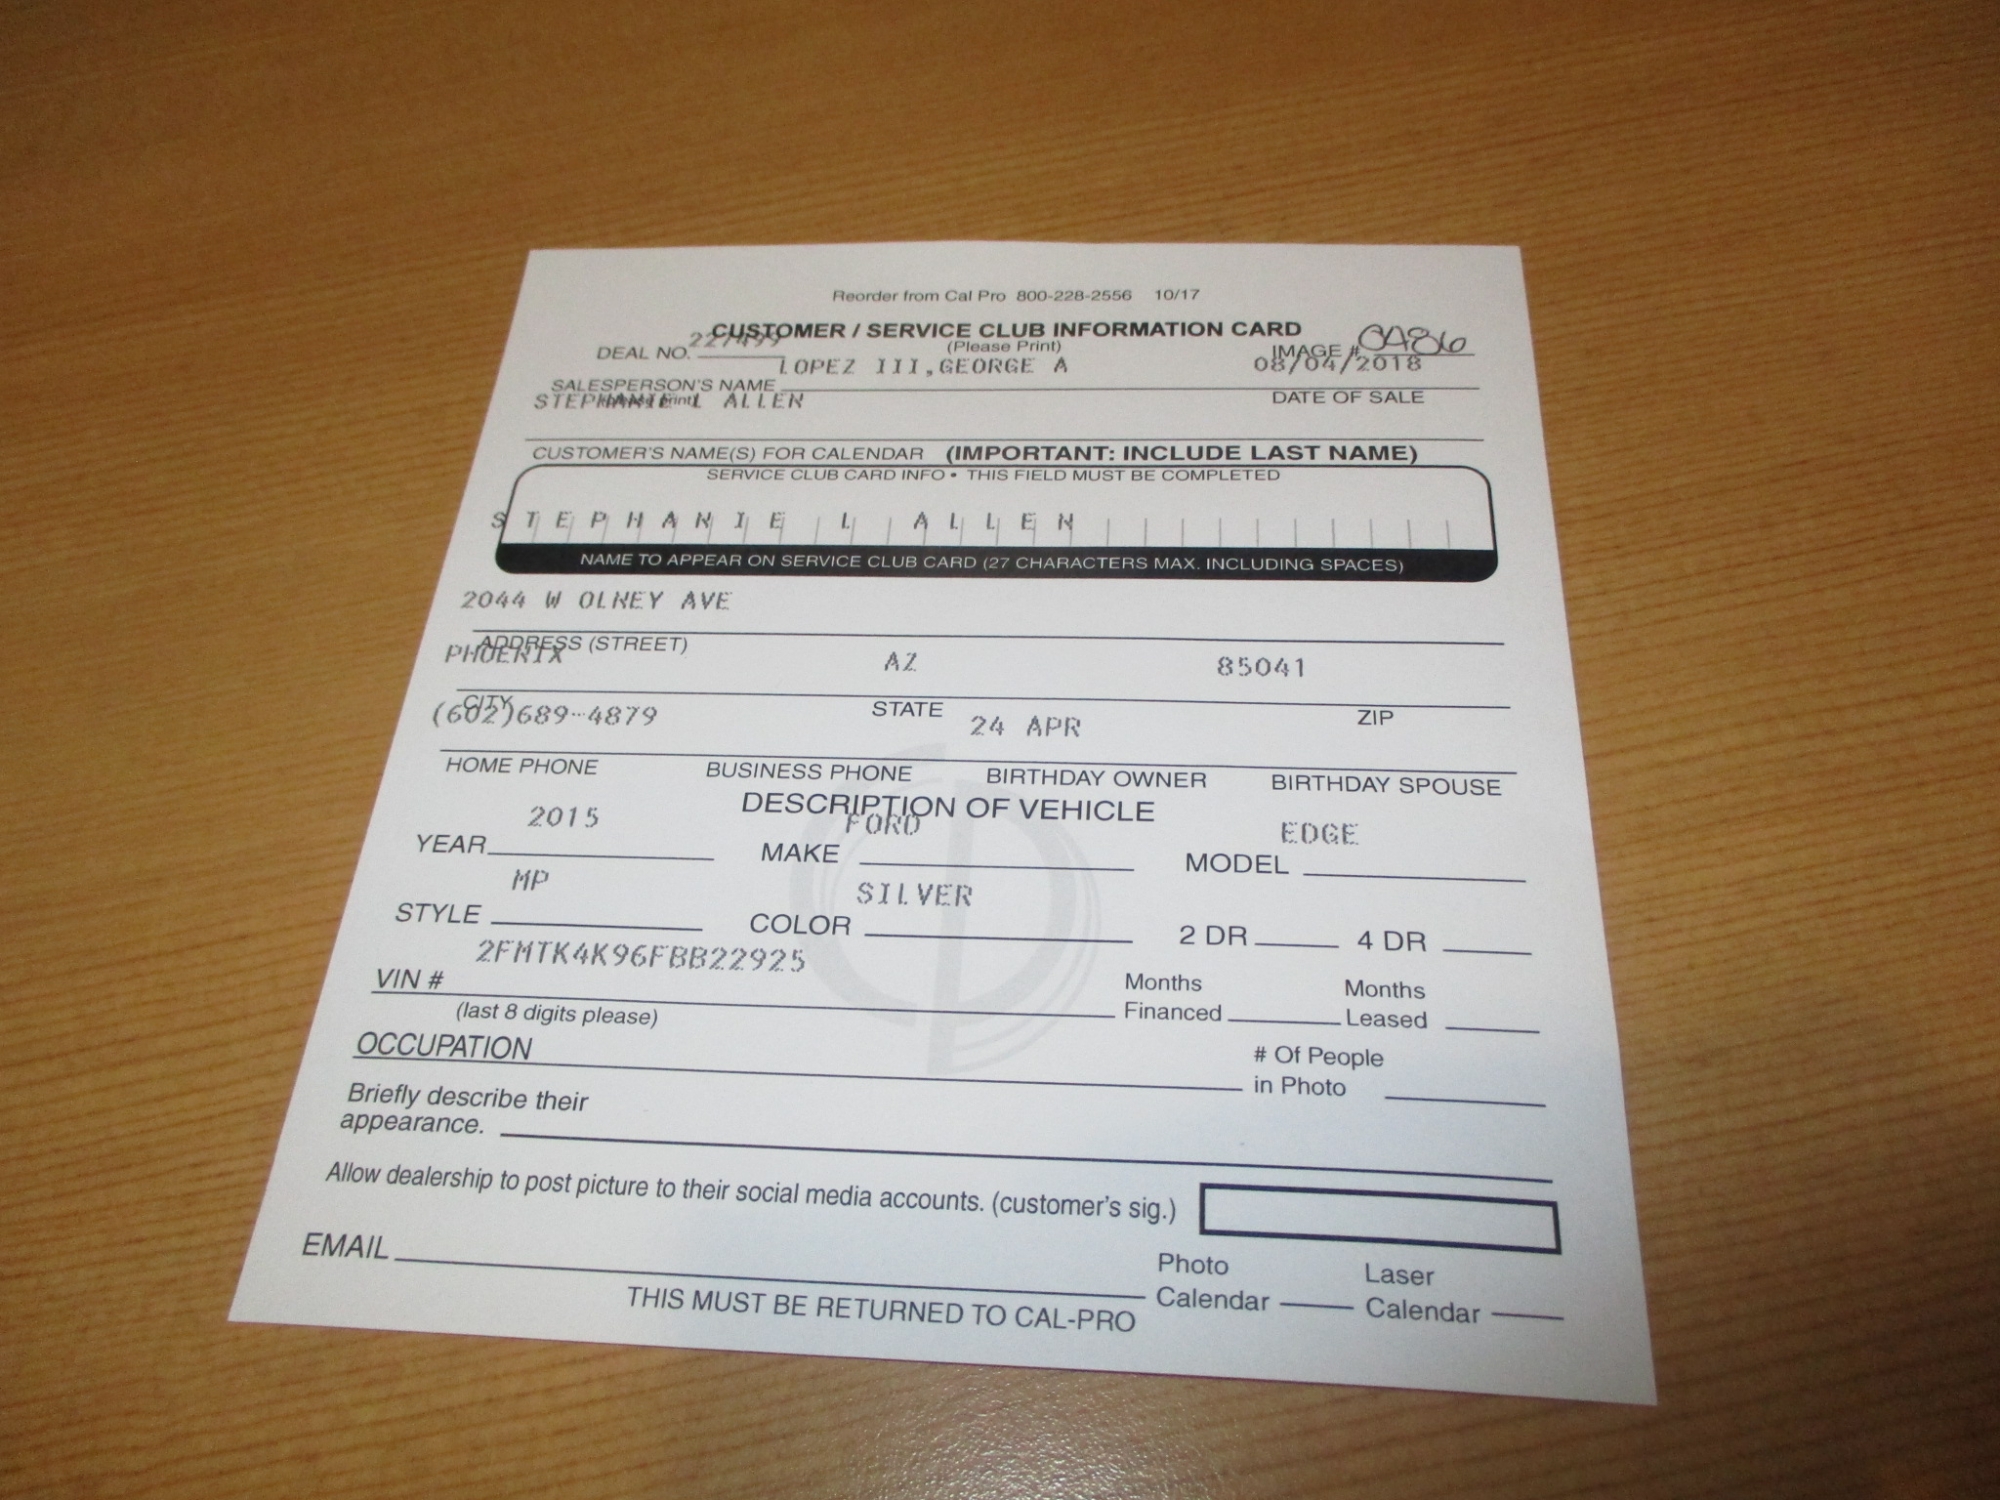 Reorder from Cal Pro 800-228-2556 10/17
CUSTOMER / SERVICE CLUB INFORMATION CARD
DEAL NO. 227499 (Please Print) IMAGE #
LOPEZ III,GEORGE A 08/04/2018
SALESPERSON'S NAME DATE OF SALE
(please print)
STEPHANIE L ALLEN
CUSTOMER'S NAME(S) FOR CALENDAR (IMPORTANT: INCLUDE LAST NAME)
SERVICE CLUB CARD INFO • THIS FIELD MUST BE COMPLETED
STEPHANIE L ALLEN
NAME TO APPEAR ON SERVICE CLUB CARD (27 CHARACTERS MAX. INCLUDING SPACES)
2044 W OLNEY AVE
ADDRESS (STREET)
PHOENIX AZ 85041
CITY STATE ZIP
(602)689-4879 24 APR
HOME PHONE BUSINESS PHONE BIRTHDAY OWNER BIRTHDAY SPOUSE
DESCRIPTION OF VEHICLE
2015 FORD EDGE
YEAR MAKE MODEL
MP SILVER
STYLE COLOR 2 DR 4 DR
2FMTK4K96FBB22925
VIN # Months Financed Months Leased
(last 8 digits please)
OCCUPATION # Of People in Photo
Briefly describe their
appearance.
Allow dealership to post picture to their social media accounts. (customer's sig.)
EMAIL Photo Calendar Laser Calendar
THIS MUST BE RETURNED TO CAL-PRO